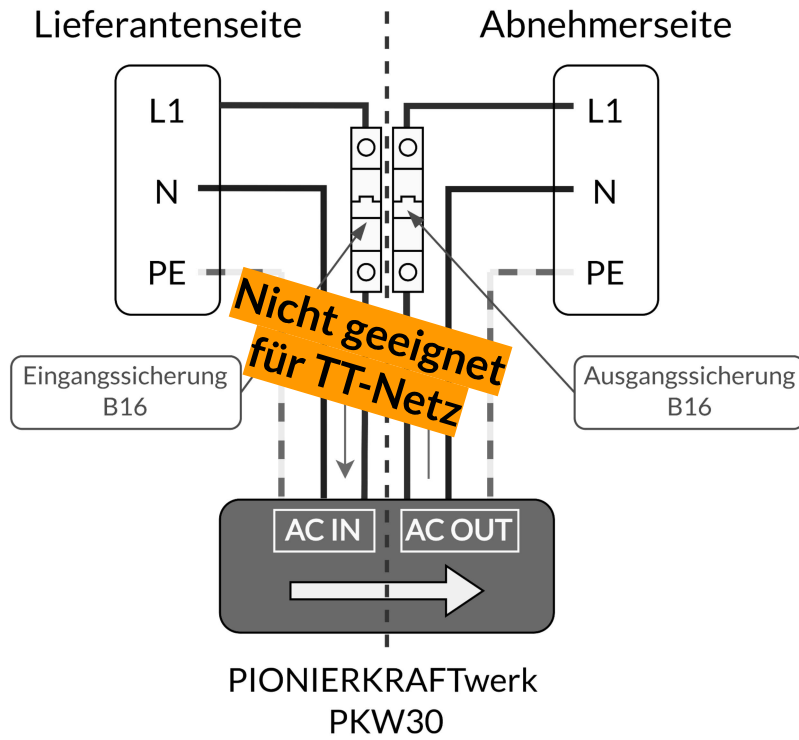 Lieferantenseite
Abnehmerseite
L1
N
PE
L1
N
PE
Nicht geeignet
für TT-Netz
Eingangssicherung
B16
Ausgangssicherung
B16
AC IN
AC OUT
PIONIERKRAFTwerk
PKW30